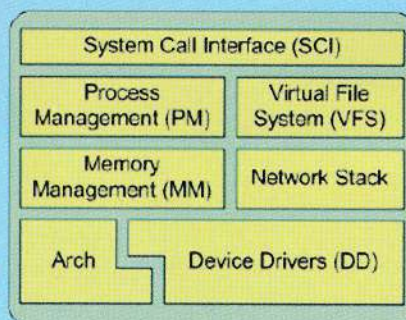 System Call Interface (SCI)
Process
Management (PM)
Virtual File
System (VFS)
Memory
Management (MM)
Network Stack
Arch
Device Drivers (DD)